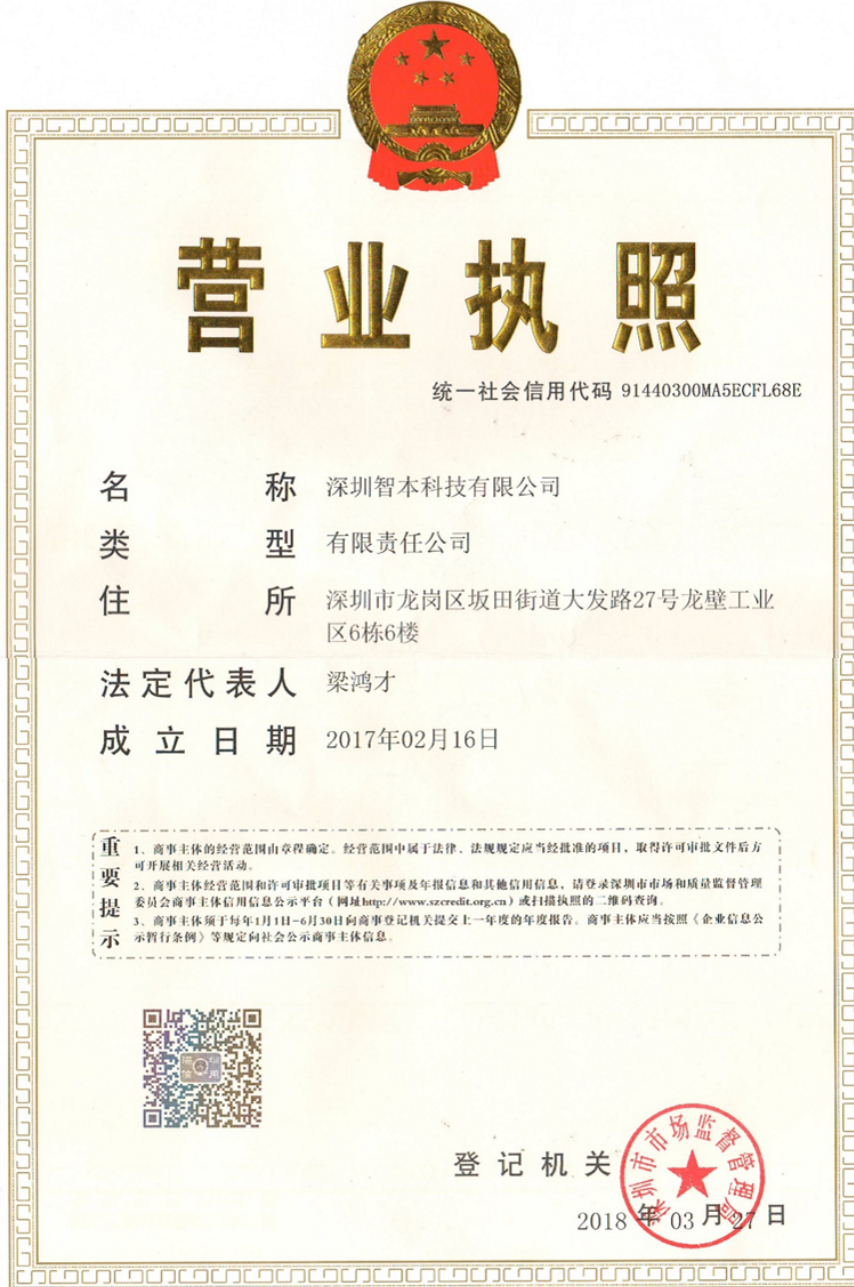 营业执照
统一社会信用代码 91440300MA5ECFL68E
名称 深圳智本科技有限公司
类型 有限责任公司
住所 深圳市龙岗区坂田街道大发路27号龙壁工业
区6栋6楼
法定代表人 梁鸿才
成立日期 2017年02月16日
重要提示
1、商事主体的经营范围由章程确定。经营范围中属于法律、法规规定应当经批准的项目，取得许可审批文件后方
可开展相关经营活动。
2、商事主体经营范围和许可审批项目等有关事项及年报信息和其他信用信息，请登录深圳市市场和质量监督管理
委员会商事主体信用信息公示平台（网址http://www.szcredit.org.cn）或扫描执照的二维码查询。
3、商事主体须于每年1月1日-6月30日向商事登记机关提交上一年度的年度报告。商事主体应当按照《企业信息公
示暂行条例》等规定向社会公示商事主体信息。
深圳信用
登记机关
深圳市市场监督管理局
2018年03月27日